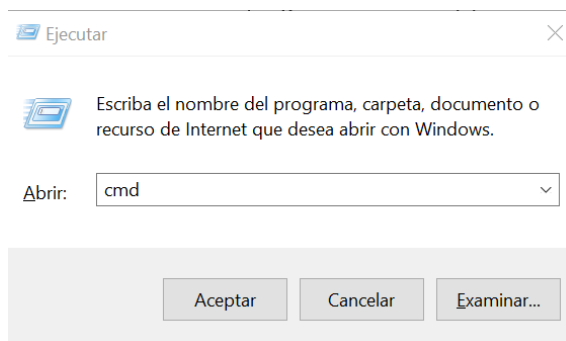 Ejecutar
Escriba el nombre del programa, carpeta, documento o
recurso de Internet que desea abrir con Windows.
Abrir: cmd
Aceptar Cancelar Examinar...